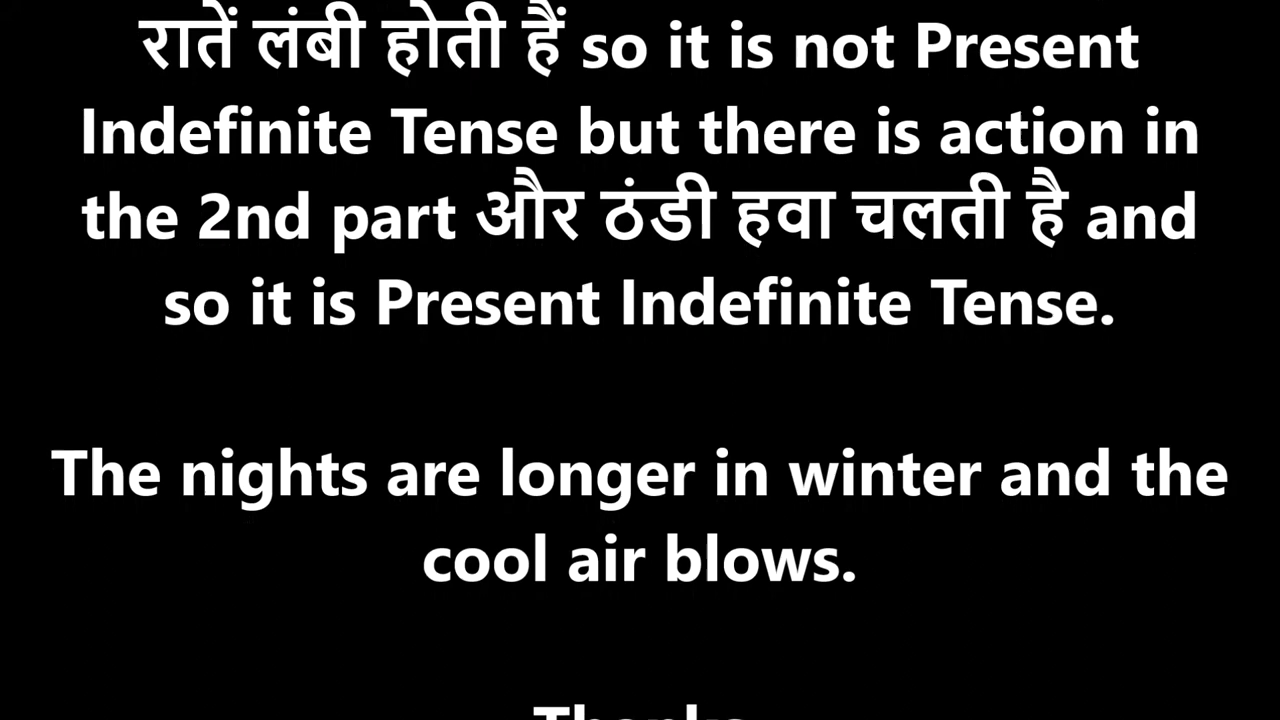 रातें लंबी होती हैं so it is not Present
Indefinite Tense but there is action in
the 2nd part और ठंडी हवा चलती है and
so it is Present Indefinite Tense.
The nights are longer in winter and the
cool air blows.
Thanks